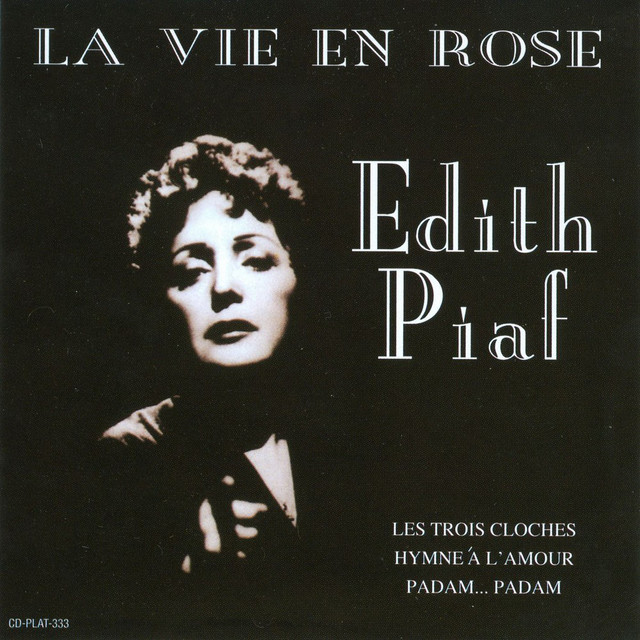 LA VIE EN ROSE
Edith
Piaf
LES TROIS CLOCHES
HYMNE Á L'AMOUR
PADAM... PADAM
CD-PLAT-333